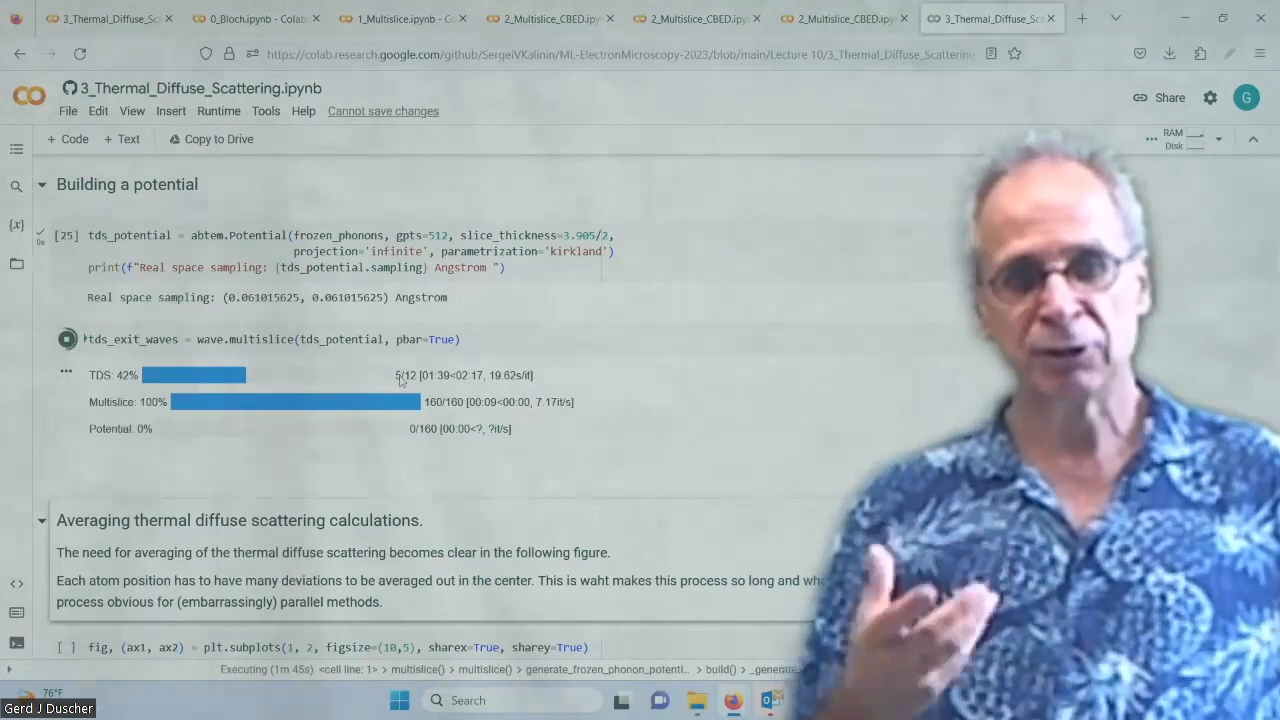 3_Thermal_Diffuse_Sc
0_Bloch.ipynb - Colab
1_Multislice.ipynb - Co
2_Multislice_CBED.ipy
2_Multislice_CBED.ipy
2_Multislice_CBED.ipy
3_Thermal_Diffuse_Sc
https://colab.research.google.com/github/SergeiVKalinin/ML-ElectronMicroscopy-2023/blob/main/Lecture 10/3_Thermal_Diffuse_Scattering
3_Thermal_Diffuse_Scattering.ipynb
File Edit View Insert Runtime Tools Help Cannot save changes
Share
G
+ Code + Text Copy to Drive
RAM
Disk
Building a potential
[25] tds_potential = abtem.Potential(frozen_phonons, gpts=512, slice_thickness=3.905/2,
0s
projection='infinite', parametrization='kirkland')
print(f"Real space sampling: {tds_potential.sampling} Angstrom ")
{x}
Real space sampling: (0.061015625, 0.061015625) Angstrom
tds_exit_waves = wave.multislice(tds_potential, pbar=True)
TDS: 42% 5/12 [01:39<02:17, 19.62s/it]
Multislice: 100% 160/160 [00:09<00:00, 7.17it/s]
Potential: 0% 0/160 [00:00<?, ?it/s]
Averaging thermal diffuse scattering calculations.
The need for averaging of the thermal diffuse scattering becomes clear in the following figure.
Each atom position has to have many deviations to be averaged out in the center. This is waht makes this process so long and
process obvious for (embarrassingly) parallel methods.
[ ] fig, (ax1, ax2) = plt.subplots(1, 2, figsize=(10,5), sharex=True, sharey=True)
Executing (1m 45s) <cell line: 1> > multislice() > multislice() > generate_frozen_phonon_potenti... > build() > _generate_
76°F
Search
Gerd J Duscher